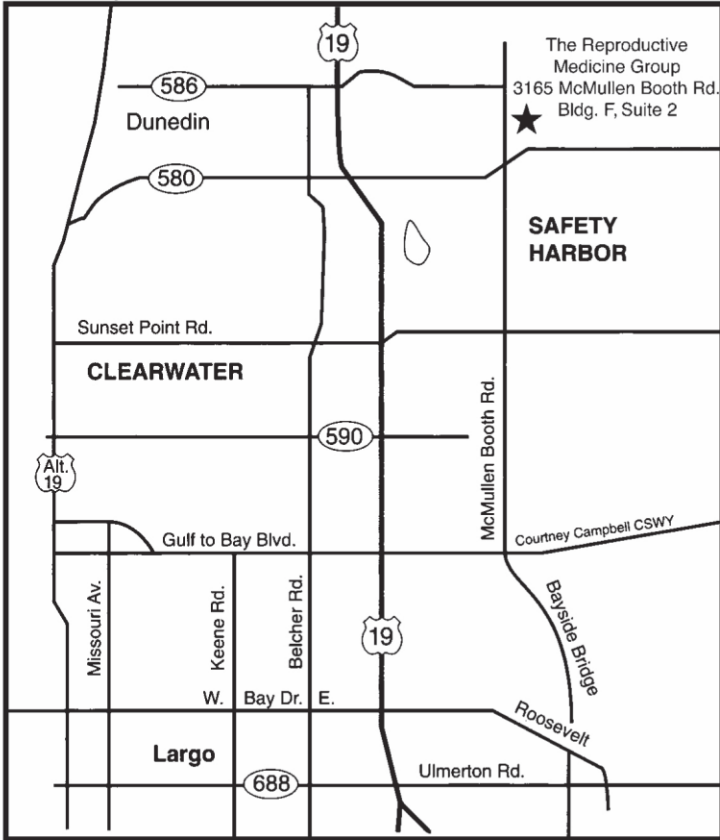 19
The Reproductive
Medicine Group
3165 McMullen Booth Rd.
Bldg. F, Suite 2
586
Dunedin
580
SAFETY
HARBOR
Sunset Point Rd.
CLEARWATER
590
McMullen Booth Rd.
Alt.
19
Gulf to Bay Blvd.
Courtney Campbell CSWY
Missouri Av.
Keene Rd.
Belcher Rd.
19
Bayside Bridge
W. Bay Dr. E.
Roosevelt
Largo
688
Ulmerton Rd.